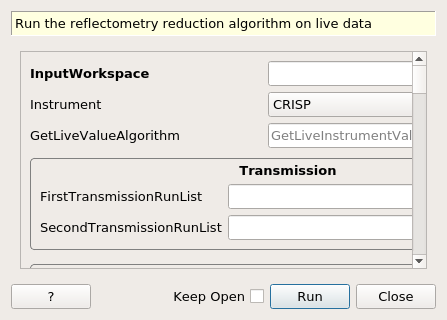 Run the reflectometry reduction algorithm on live data
InputWorkspace
Instrument CRISP
GetLiveValueAlgorithm GetLiveInstrumentVal
Transmission
FirstTransmissionRunList
SecondTransmissionRunList
? Keep Open Run Close